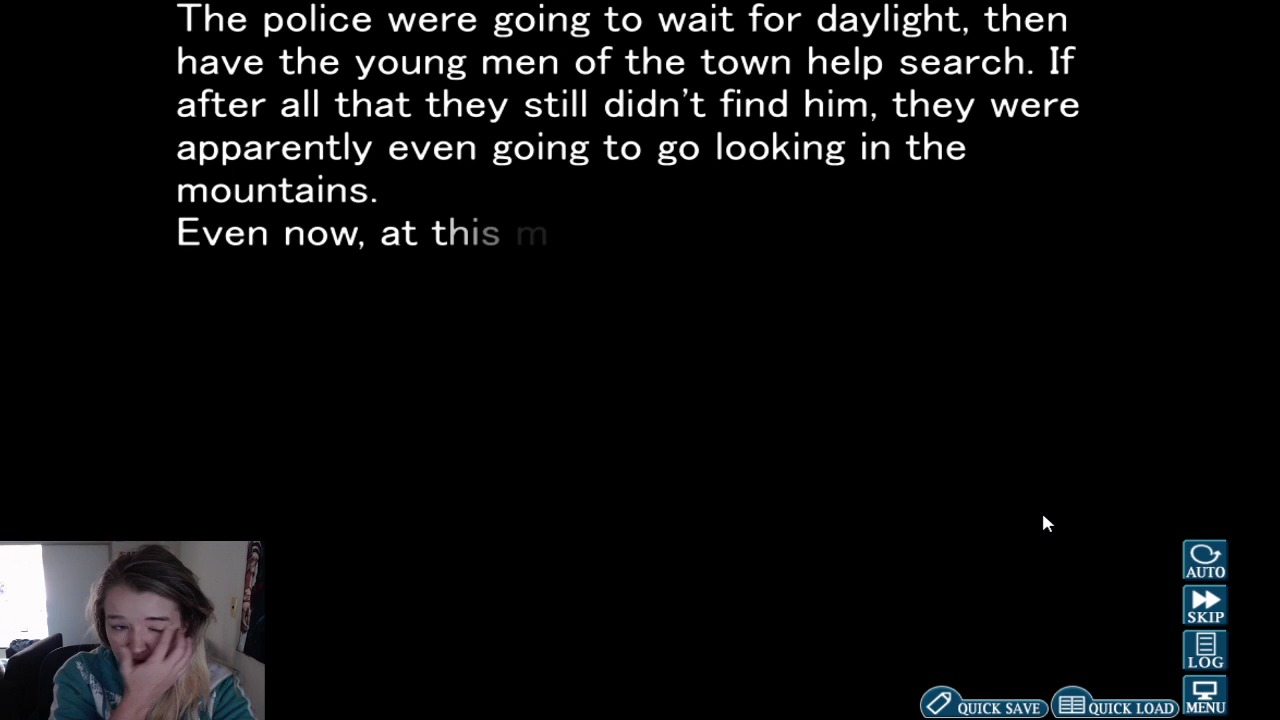 The police were going to wait for daylight, then
have the young men of the town help search. If
after all that they still didn't find him, they were
apparently even going to go looking in the
mountains.
Even now, at this m
AUTO
SKIP
LOG
QUICK SAVE
QUICK LOAD
MENU